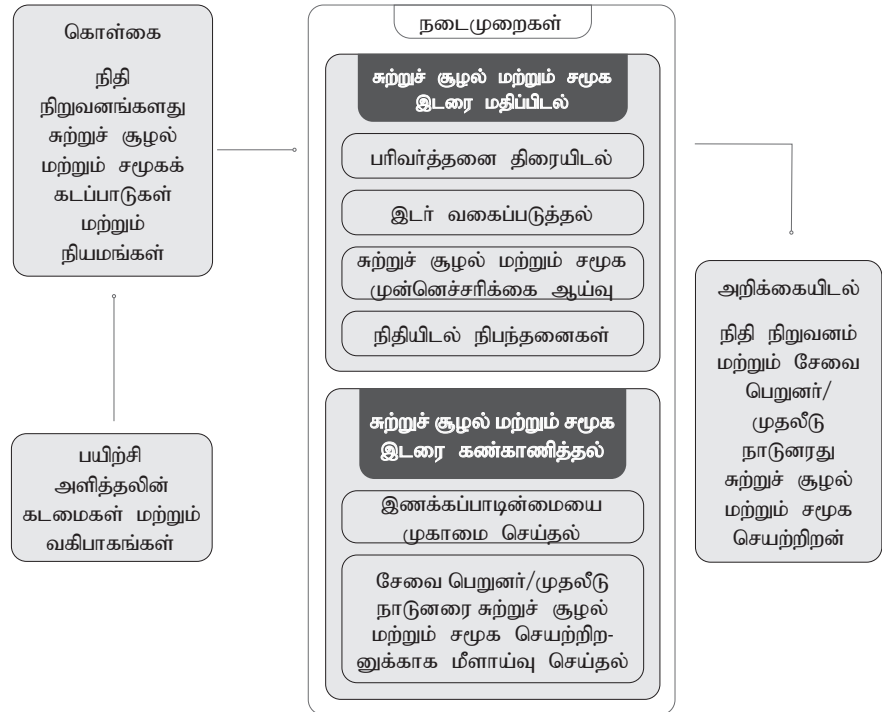 கொள்கை
நிதி
நிறுவனங்களது
சுற்றுச் சூழல்
மற்றும் சமூகக்
கடப்பாடுகள்
மற்றும்
நியமங்கள்
பயிற்சி
அளித்தலின்
கடமைகள் மற்றும்
வகிபாகங்கள்
நடைமுறைகள்
சுற்றுச் சூழல் மற்றும் சமூக
இடரை மதிப்பிடல்
பரிவர்த்தனை திரையிடல்
இடர் வகைப்படுத்தல்
சுற்றுச் சூழல் மற்றும் சமூக
முன்னெச்சரிக்கை ஆய்வு
நிதியிடல் நிபந்தனைகள்
சுற்றுச் சூழல் மற்றும் சமூக
இடரை கண்காணித்தல்
இணக்கப்பாடின்மையை
முகாமை செய்தல்
சேவை பெறுனர்/முதலீடு
நாடுனரை சுற்றுச் சூழல்
மற்றும் சமூக செயற்றிற-
னுக்காக மீளாய்வு செய்தல்
அறிக்கையிடல்
நிதி நிறுவனம்
மற்றும் சேவை
பெறுனர்/
முதலீடு
நாடுனரது
சுற்றுச் சூழல்
மற்றும் சமூக
செயற்றிறன்